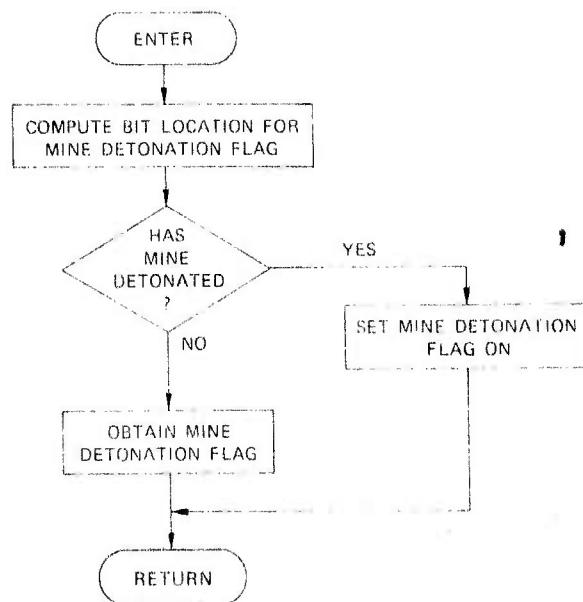 ENTER
COMPUTE BIT LOCATION FOR
MINE DETONATION FLAG
HAS
MINE
DETONATED
?
YES
NO
SET MINE DETONATION
FLAG ON
OBTAIN MINE
DETONATION FLAG
RETURN